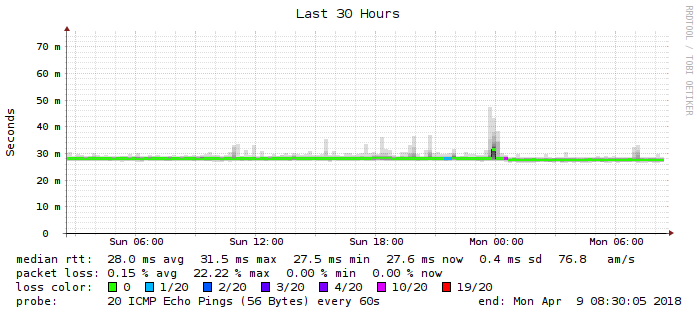 Last 30 Hours
RRDTOOL / TOBI OETIKER
Seconds
70 m
60 m
50 m
40 m
30 m
20 m
10 m
0
Sun 06:00 Sun 12:00 Sun 18:00 Mon 00:00 Mon 06:00
median rtt: 28.0 ms avg 31.5 ms max 27.5 ms min 27.6 ms now 0.4 ms sd 76.8 am/s
packet loss: 0.15 % avg 22.22 % max 0.00 % min 0.00 % now
loss color: 0 1/20 2/20 3/20 4/20 10/20 19/20
probe: 20 ICMP Echo Pings (56 Bytes) every 60s end: Mon Apr 9 08:30:05 2018